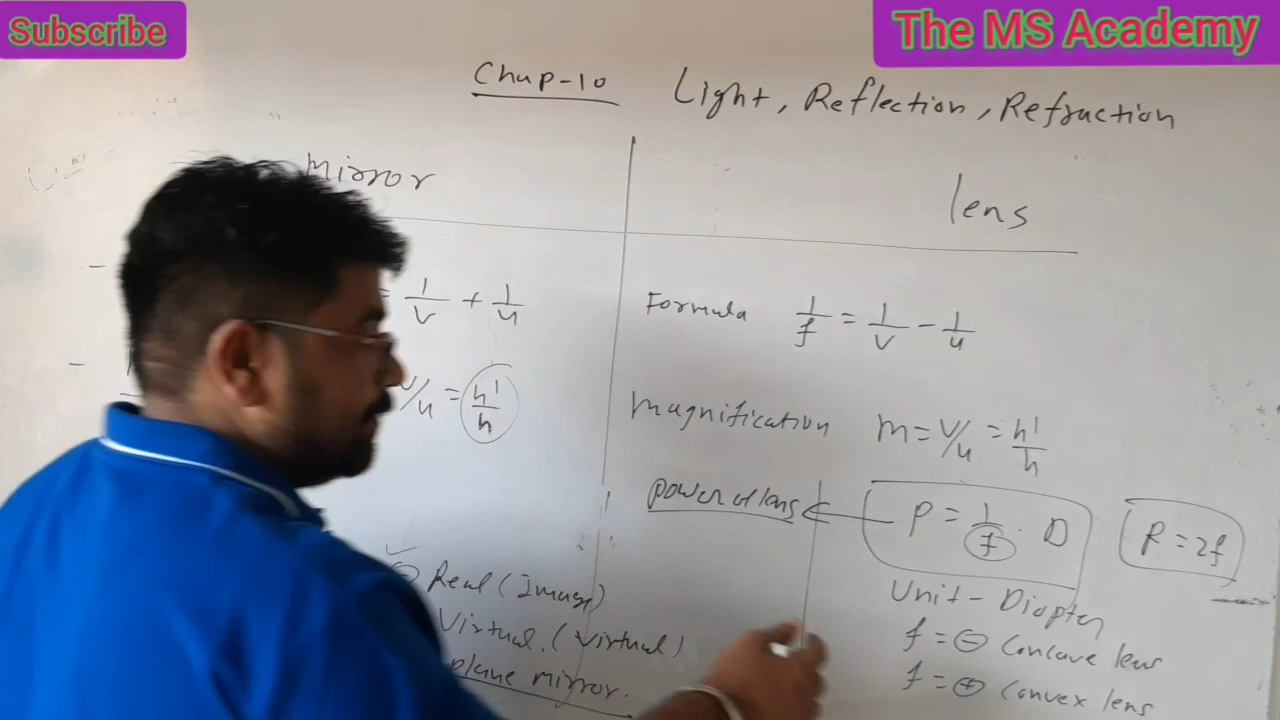 Subscribe
The MS Academy
Chap-10 Light, Reflection, Refraction
Mirror
lens
= 1/v + 1/u
v/u = h'/h
Formula 1/f = 1/v - 1/u
Magnification m = v/u = h'/h
power of lens P = 1/f . D
R = 2f
Unit - Diopter
f = ⊖ Concave lens
f = ⊕ Convex lens
⊖ Real (Image)
Virtual. (Virtual)
plane mirror.